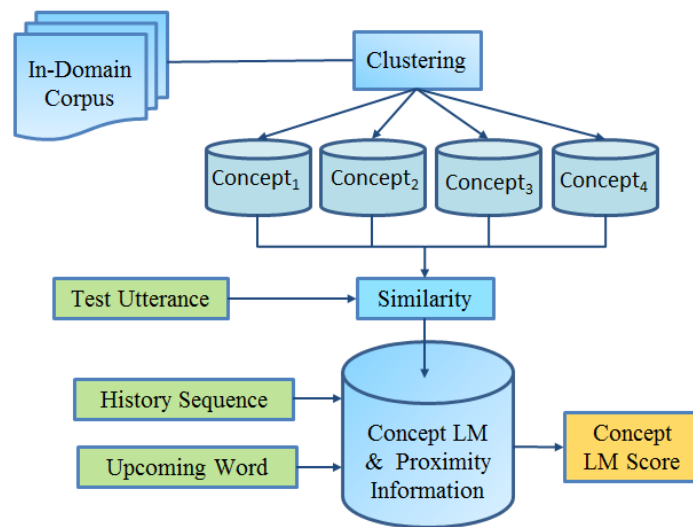 In-Domain
Corpus
Clustering
Concept₁
Concept₂
Concept₃
Concept₄
Test Utterance
Similarity
History Sequence
Upcoming Word
Concept LM
& Proximity
Information
Concept
LM Score